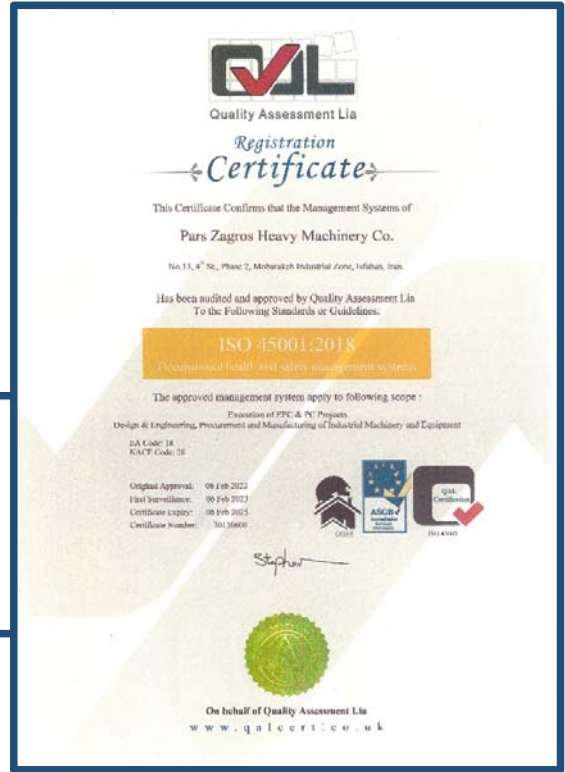 QAL
Quality Assessment Lia
Registration
Certificate
This Certificate Confirms that the Management Systems of
Pars Zagros Heavy Machinery Co.
No.13, 4th St., Phase 2, Mobarakeh Industrial Zone, Isfahan, Iran.
Has been audited and approved by Quality Assessment Lia
To the Following Standards or Guidelines:
ISO 45001:2018
Occupational health and safety management systems
The approved management system apply to following scope :
Execution of EPC & PC Projects
Design & Engineering, Procurement and Manufacturing of Industrial Machinery and Equipment
EA Code: 18
NACE Code: 28
Original Approval: 06 Feb 2022
First Surveillance: 06 Feb 2023
Certificate Expiry: 06 Feb 2025
Certificate Number: 30130600
ASCB
QAL
Certification
Stephen
On behalf of Quality Assessment Lia
www.qalcert.co.uk